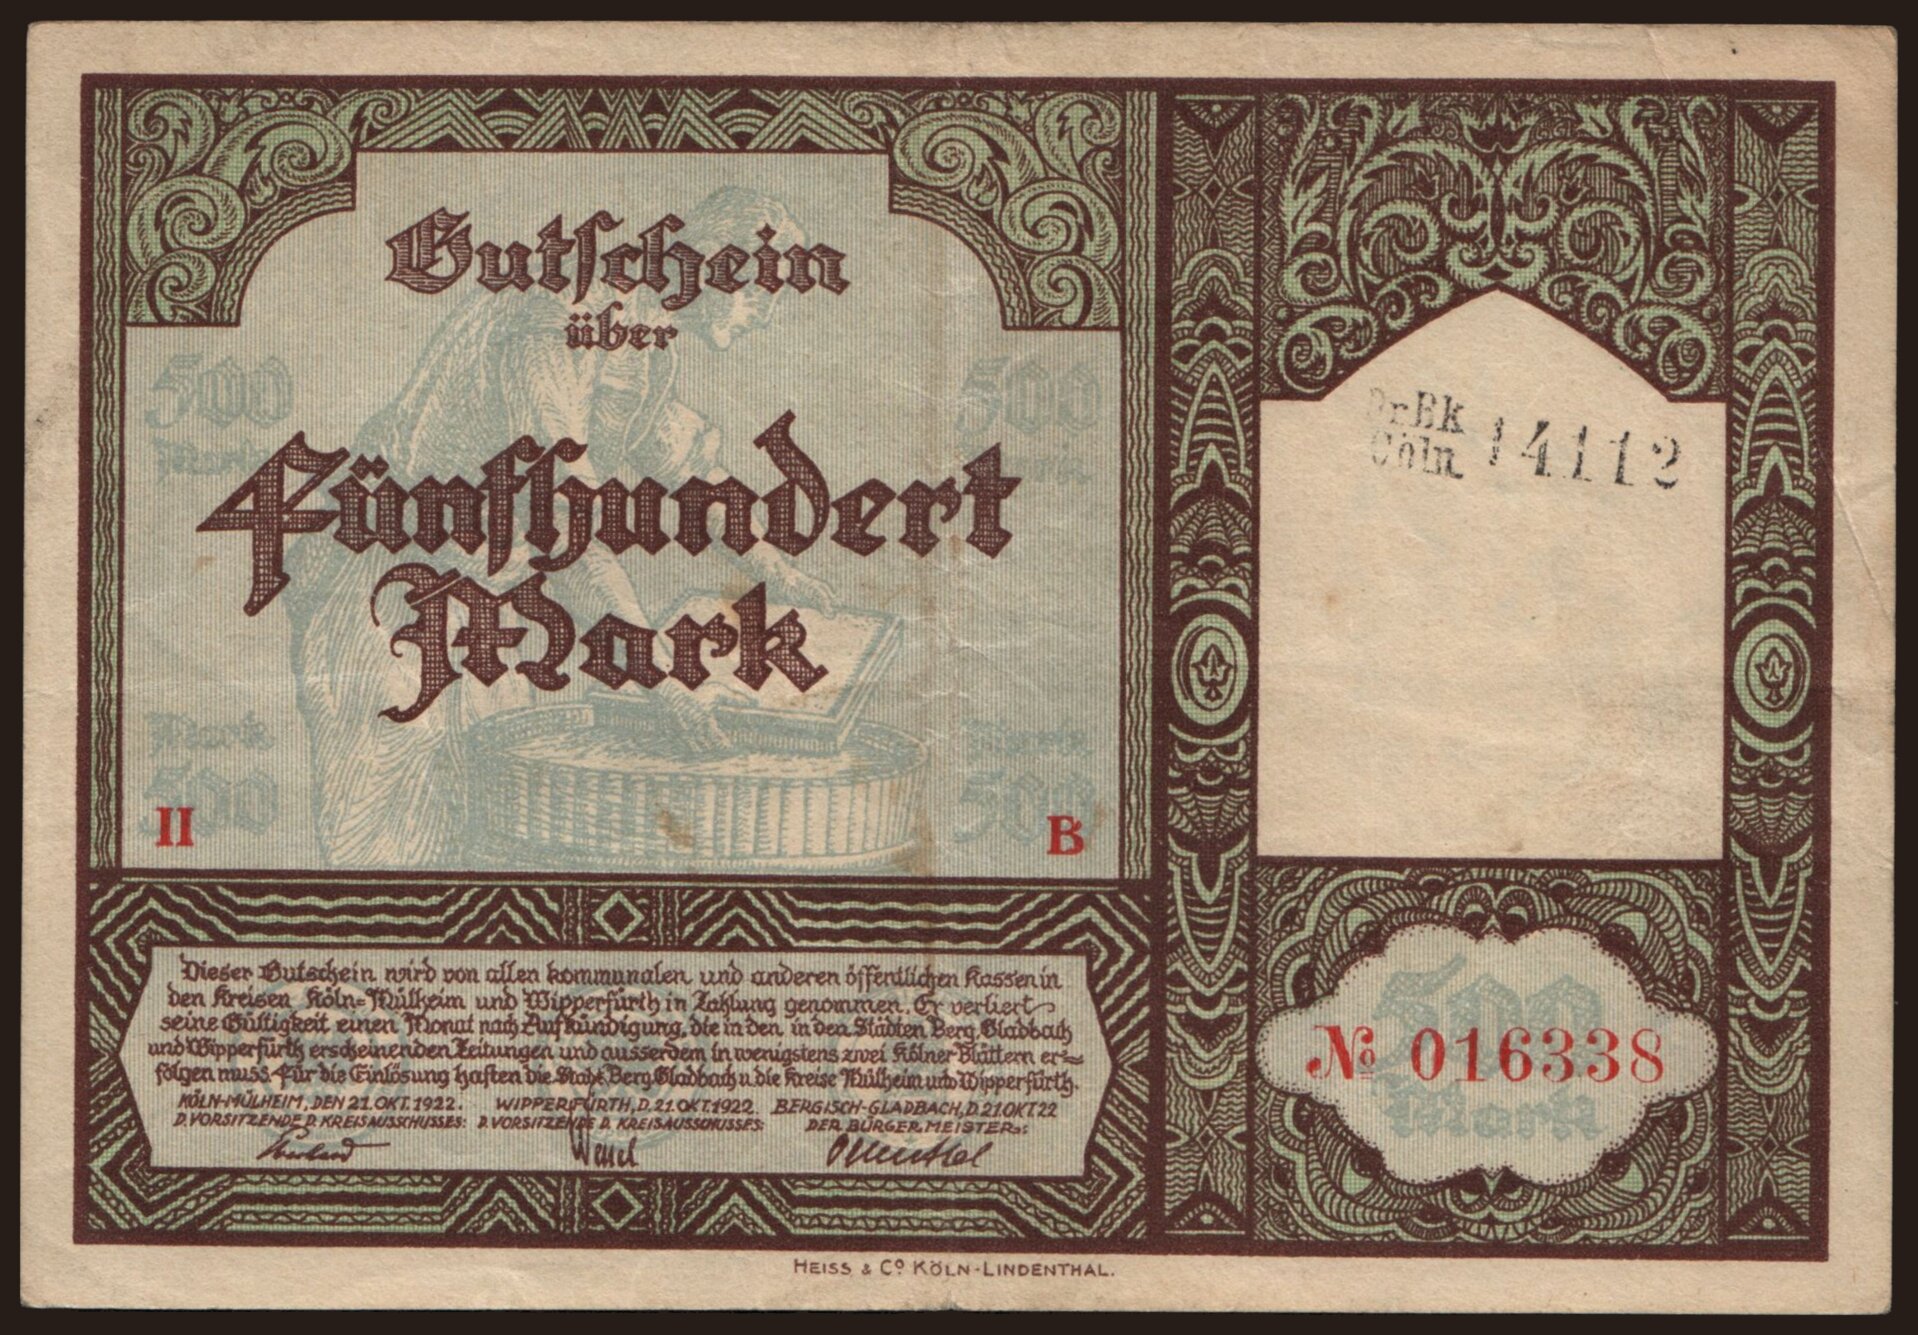 Gutschein
über
500 500
Mark
Fünfhundert
Mark
Mark Mark
500 500
II B
Dieser Gutschein wird von allen kommunalen und anderen öffentlichen Kassen in
den Kreisen Köln-Mülheim und Wipperfürth in Zahlung genommen. Er verliert
seine Gültigkeit einen Monat nach Aufkündigung, die in den in den Städten Berg. Gladbach
und Wipperfürth erscheinenden Zeitungen und ausserdem in wenigstens zwei Kölner Blättern er=
folgen muss. Für die Einlösung haften die Stadt Berg. Gladbach u. die Kreise Mülheim und Wipperfürth.
KÖLN-MÜLHEIM, DEN 21. OKT. 1922. WIPPERFÜRTH, D. 21. OKT. 1922. BERGISCH-GLADBACH, D. 21. OKT 22
D. VORSITZENDE D. KREISAUSSCHUSSES: D. VORSITZENDE D. KREISAUSSCHUSSES: DER BÜRGERMEISTER:
Cöln 14112
500
№ 016338
Mark
HEISS & Cº KÖLN-LINDENTHAL.